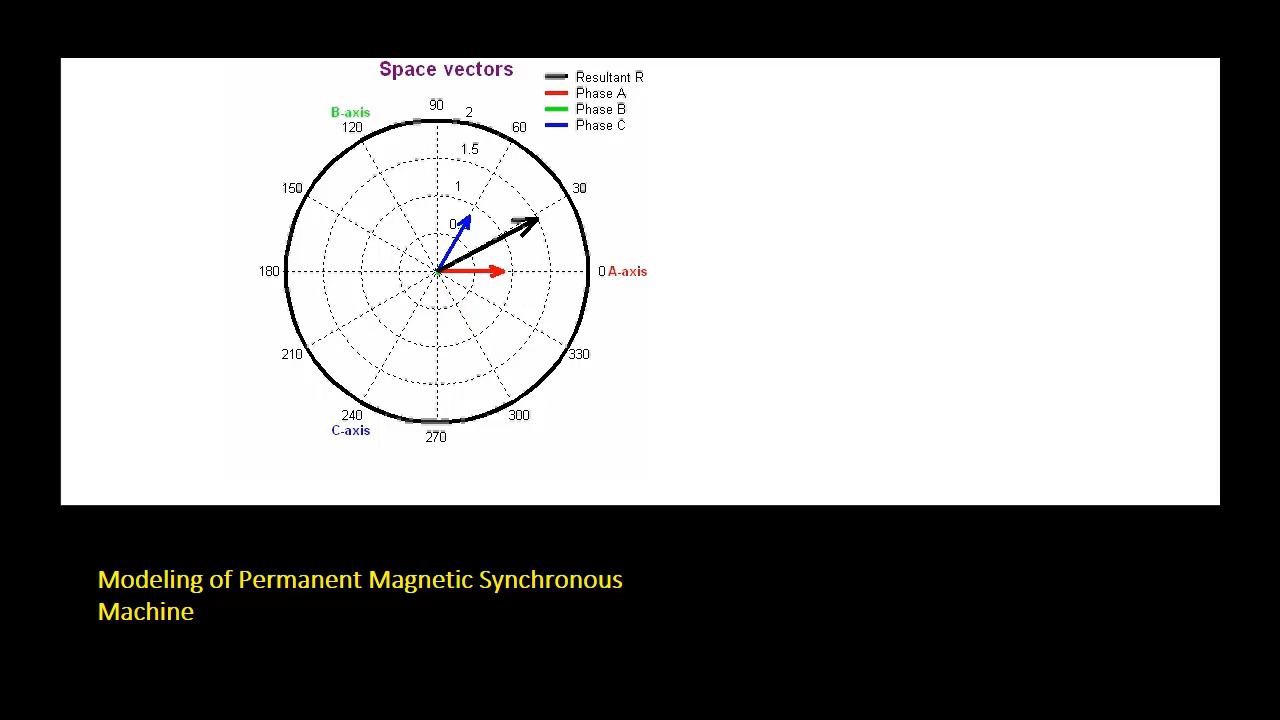 Space vectors
Resultant R
Phase A
Phase B
Phase C
B-axis
90
2
120
60
1.5
150
1
30
180
0 A-axis
210
330
240
300
C-axis
270
Modeling of Permanent Magnetic Synchronous
Machine